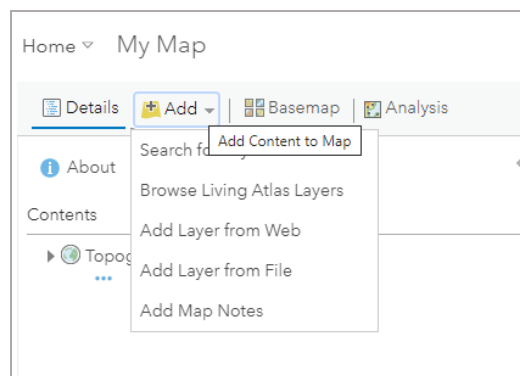 Home My Map
Details Add Basemap Analysis
Add Content to Map
Search fo
About
Browse Living Atlas Layers
Contents
Add Layer from Web
Topog
Add Layer from File
Add Map Notes